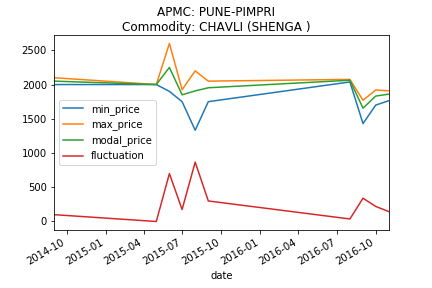 APMC: PUNE-PIMPRI
Commodity: CHAVLI (SHENGA )
2500
2000
1500
1000
500
0
min_price
max_price
modal_price
fluctuation
2014-10
2015-01
2015-04
2015-07
2015-10
2016-01
2016-04
2016-07
2016-10
date